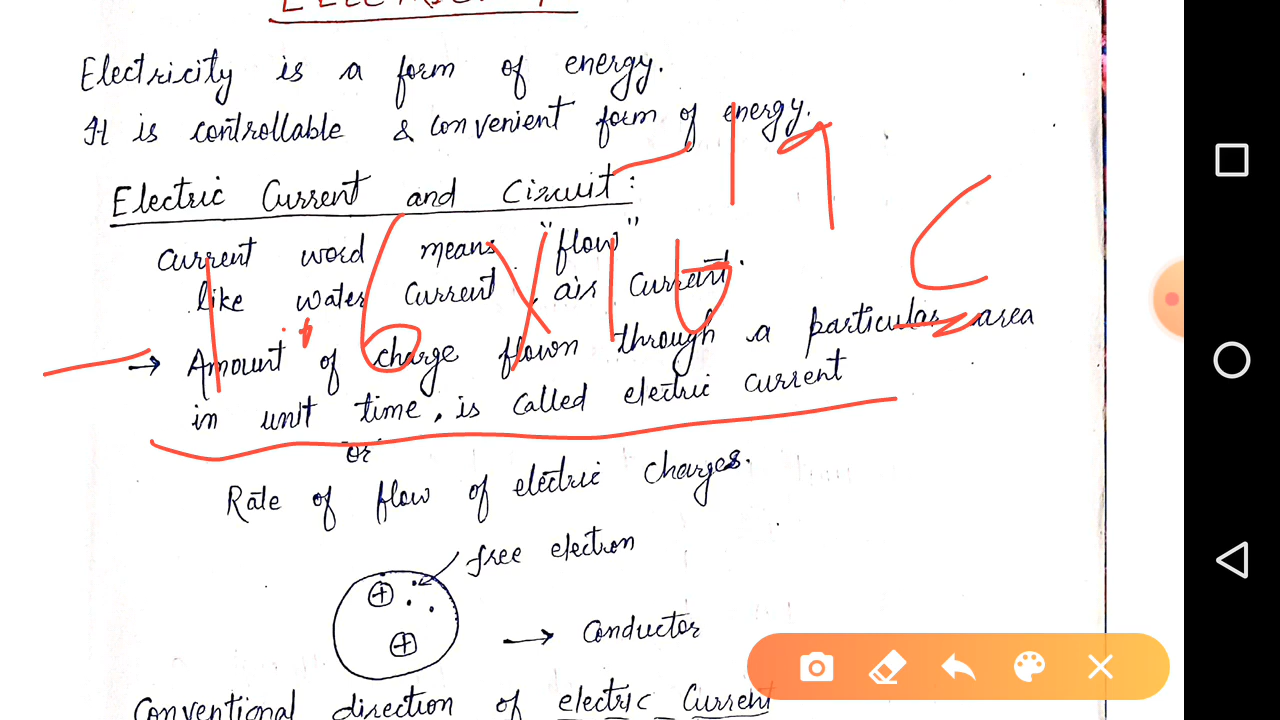 Electricity is a form of energy.
It is controllable & convenient form of energy.
Electric Current and Circuit:
Current word means "flow"
like water current, air current.
→ Amount of charge flown through a particular area
in unit time, is called electric current
or
Rate of flow of electric charges.
free electron
+
+
→ Conductor
Conventional direction of electric Current
1.6 X 10 -19 C